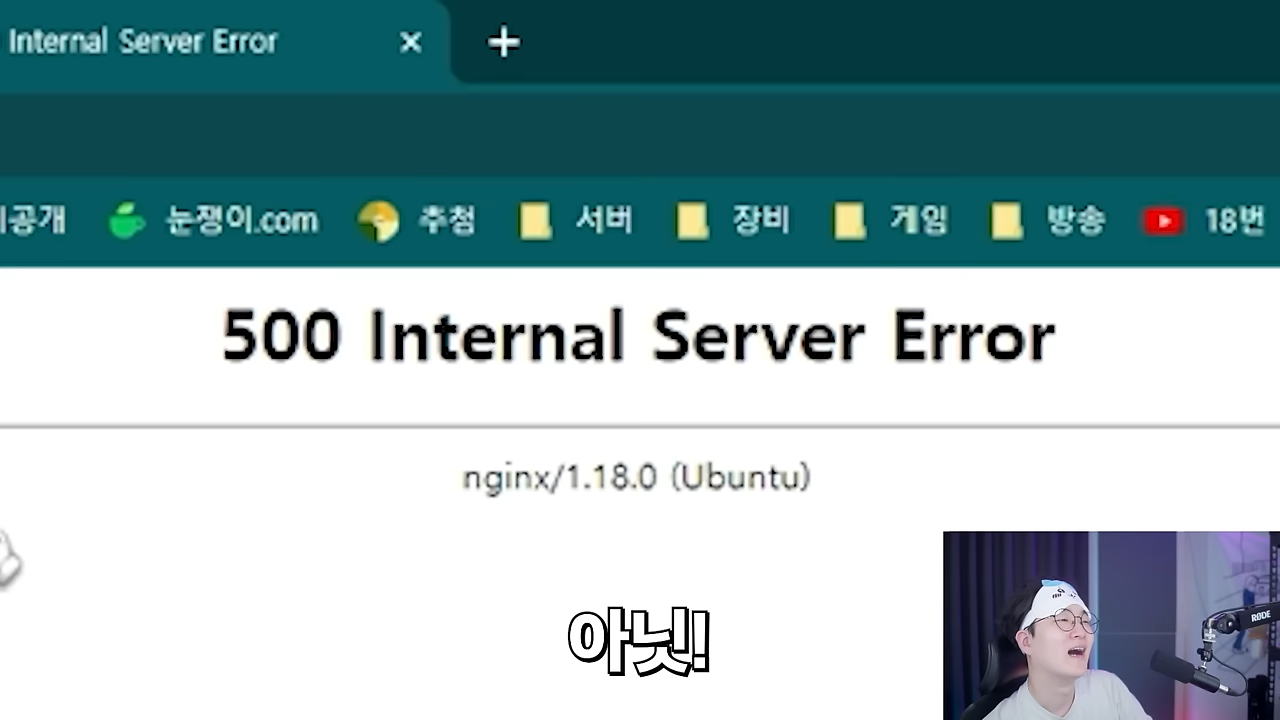 Internal Server Error
공개 눈쟁이.com 추첨 서버 장비 게임 방송 18번
500 Internal Server Error
nginx/1.18.0 (Ubuntu)
아닛!
RØDE